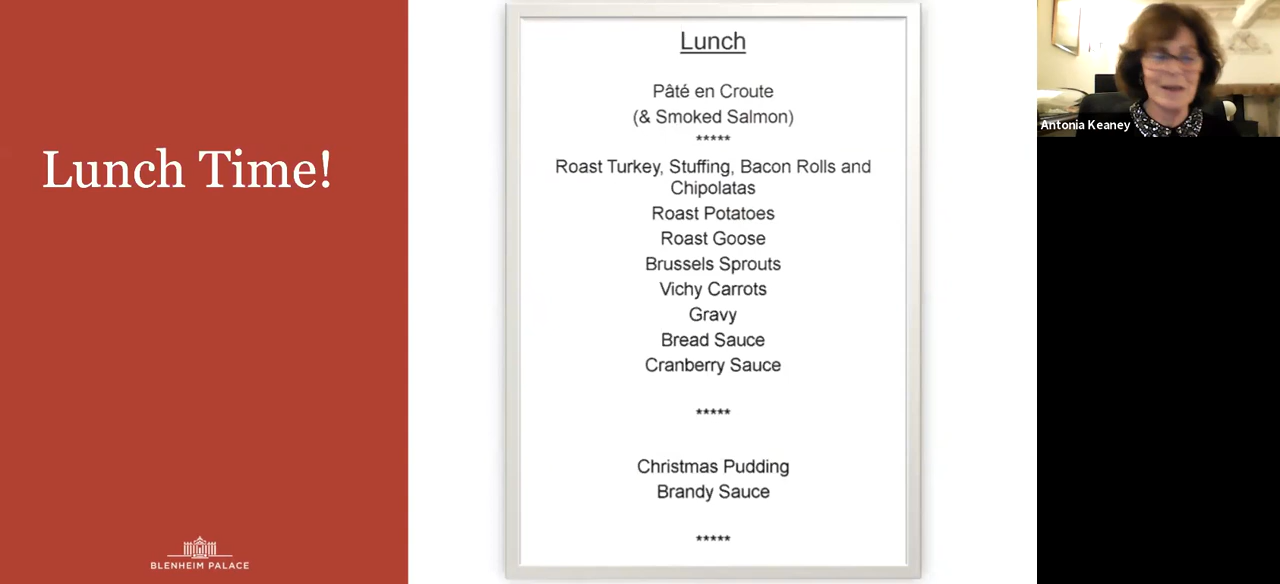 Lunch Time!
BLENHEIM PALACE
Lunch
Pâté en Croute
(& Smoked Salmon)
*****
Roast Turkey, Stuffing, Bacon Rolls and
Chipolatas
Roast Potatoes
Roast Goose
Brussels Sprouts
Vichy Carrots
Gravy
Bread Sauce
Cranberry Sauce
*****
Christmas Pudding
Brandy Sauce
*****
Antonia Keaney